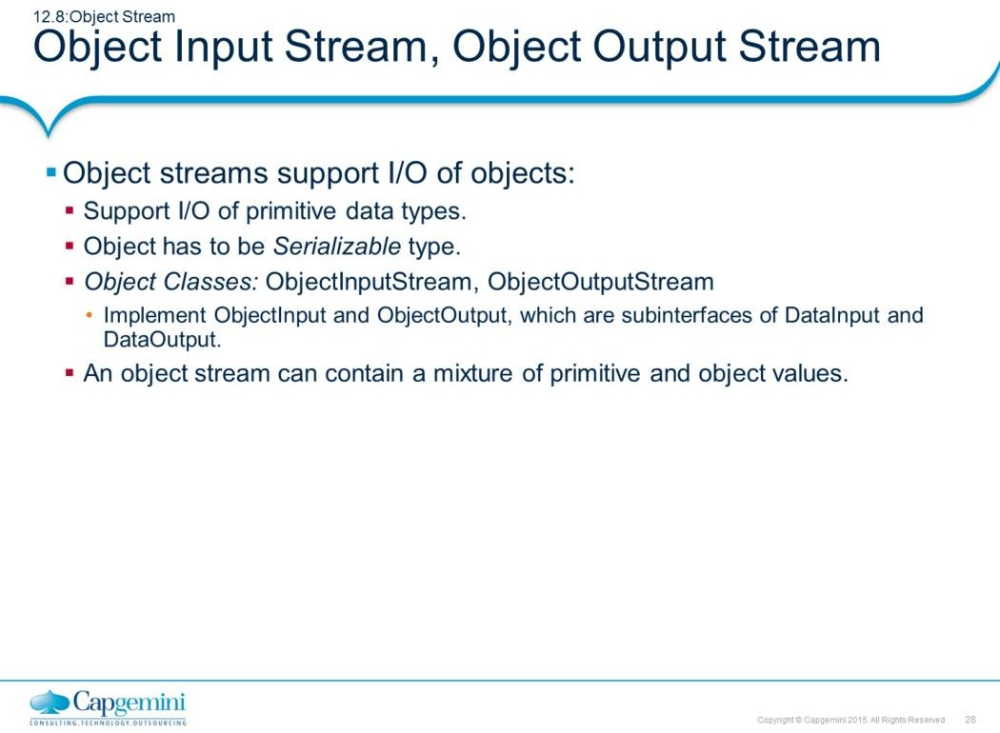 12.8:Object Stream
Object Input Stream, Object Output Stream
Object streams support I/O of objects:
Support I/O of primitive data types.
Object has to be Serializable type.
Object Classes: ObjectInputStream, ObjectOutputStream
Implement ObjectInput and ObjectOutput, which are subinterfaces of DataInput and
DataOutput.
An object stream can contain a mixture of primitive and object values.
Capgemini
CONSULTING.TECHNOLOGY.OUTSOURCING
Copyright © Capgemini 2015. All Rights Reserved 28